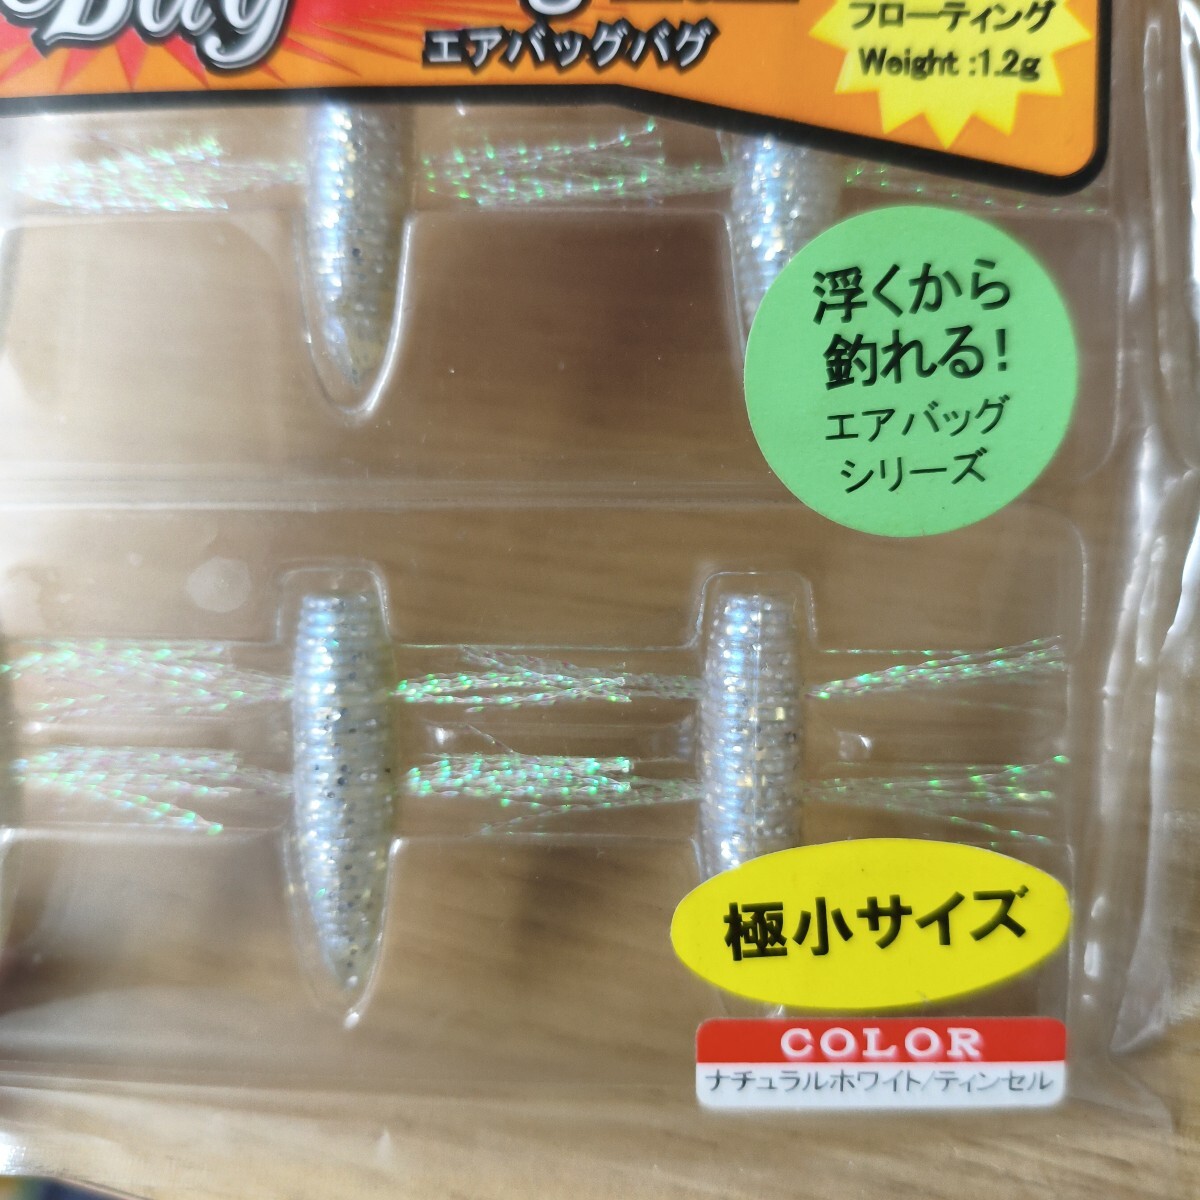 Bag
エアバッグバグ
フローティング
Weight :1.2g
浮くから
釣れる!
エアバッグ
シリーズ
極小サイズ
COLOR
ナチュラルホワイト/ティンセル